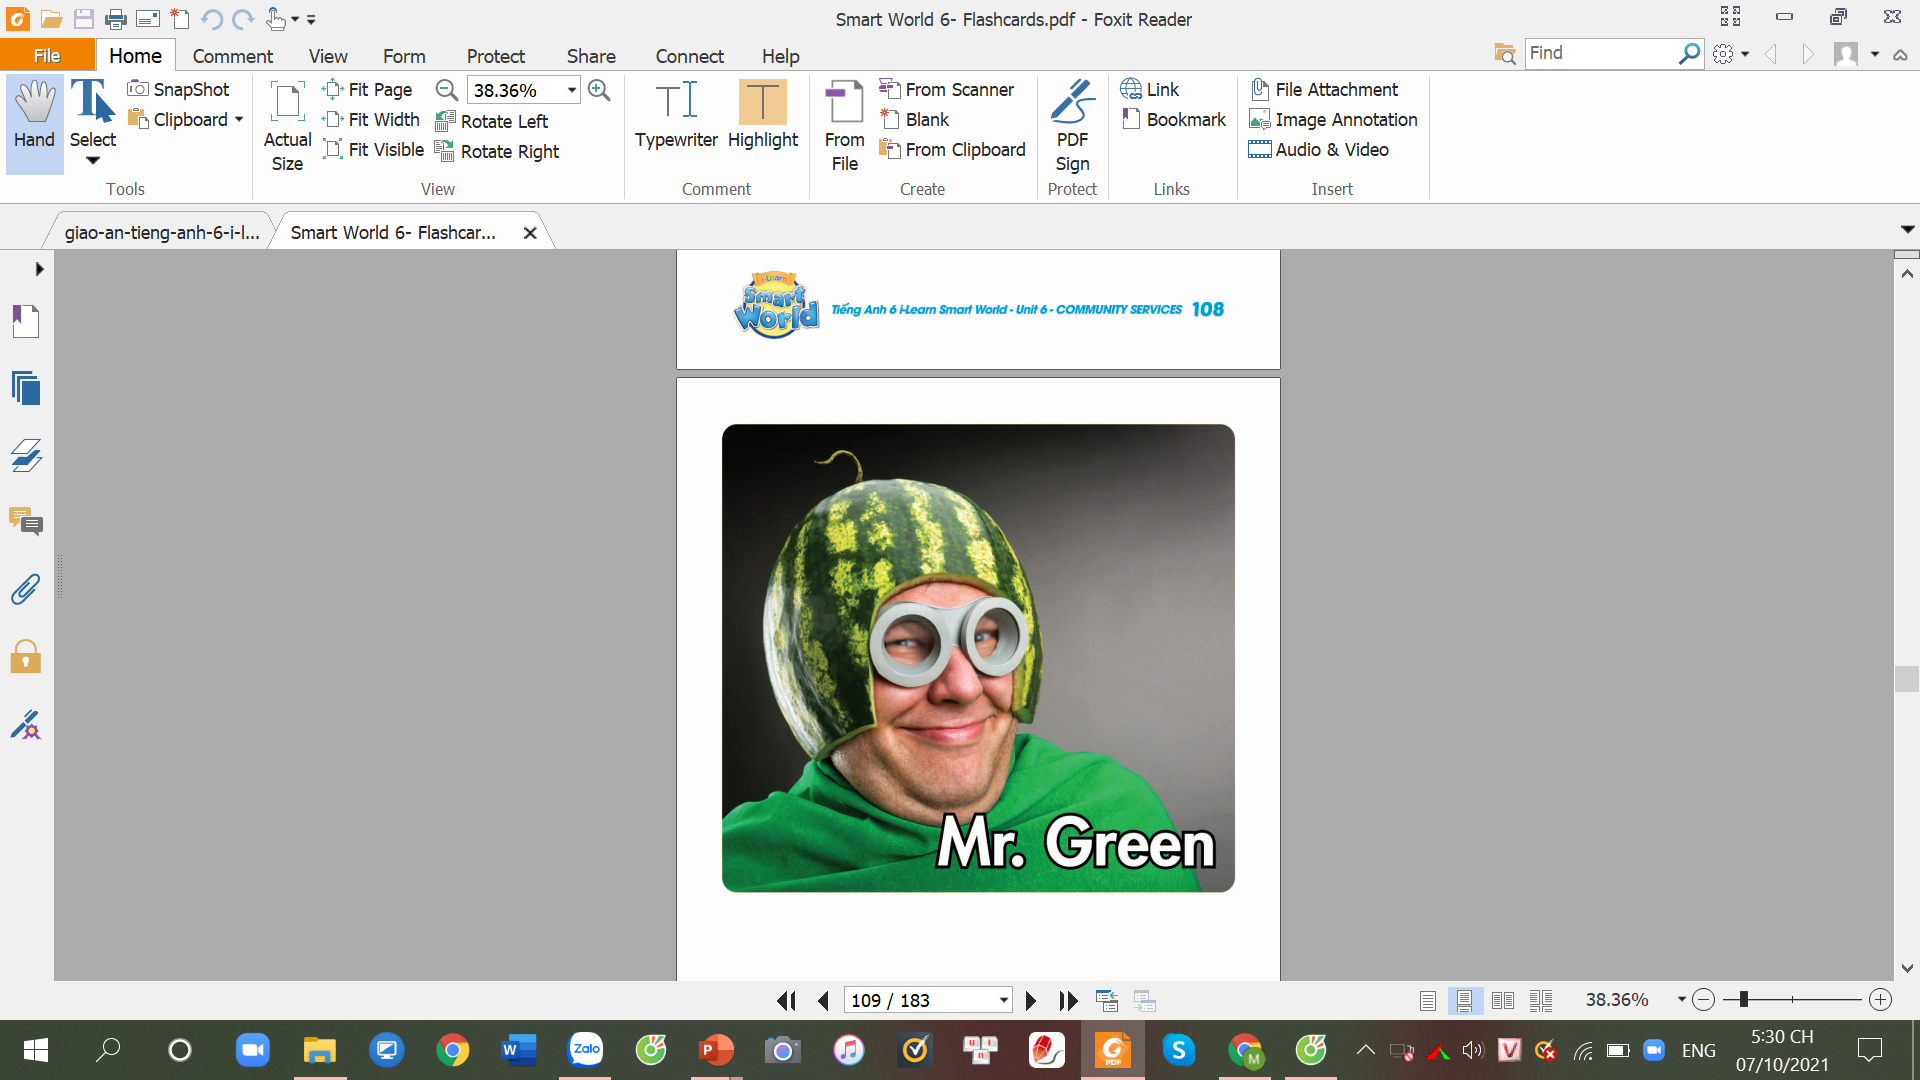 Smart World 6- Flashcards.pdf - Foxit Reader
File Home Comment View Form Protect Share Connect Help Find
Hand
Select
SnapShot
Clipboard
Tools
Actual Size
Fit Page
Fit Width
Fit Visible
38.36%
Rotate Left
Rotate Right
View
Typewriter
Highlight
Comment
From File
From Scanner
Blank
From Clipboard
Create
PDF Sign
Protect
Link
Bookmark
Links
File Attachment
Image Annotation
Audio & Video
Insert
giao-an-tieng-anh-6-i-l... Smart World 6- Flashcar...
i-Learn
Smart
World
Tiếng Anh 6 i-Learn Smart World - Unit 6 - COMMUNITY SERVICES 108
Mr. Green
109 / 183 38.36%
Zalo
ENG
5:30 CH
07/10/2021